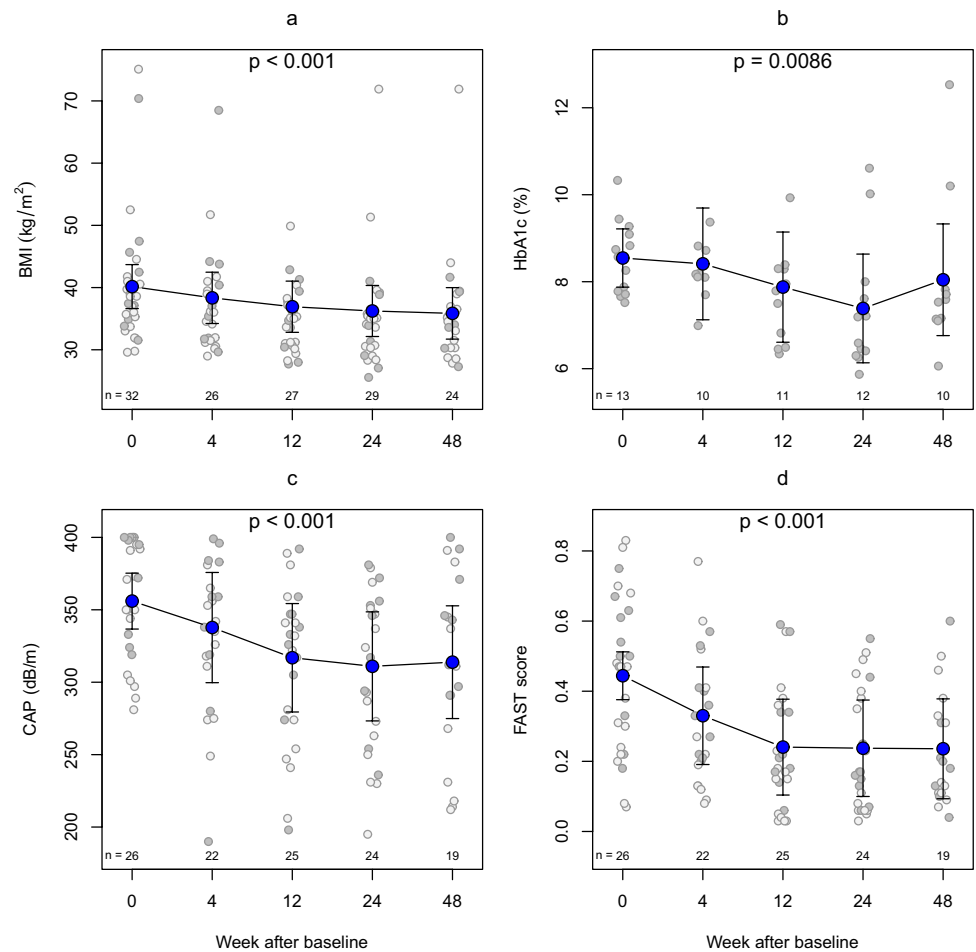 a
p < 0.001
BMI (kg/m²)
70
60
50
40
30
n = 32 26 27 29 24
0 4 12 24 48
b
p = 0.0086
HbA1c (%)
12
10
8
6
n = 13 10 11 12 10
0 4 12 24 48
c
p < 0.001
CAP (dB/m)
400
350
300
250
200
n = 26 22 25 24 19
0 4 12 24 48
Week after baseline
d
p < 0.001
FAST score
0.8
0.6
0.4
0.2
0.0
n = 26 22 25 24 19
0 4 12 24 48
Week after baseline